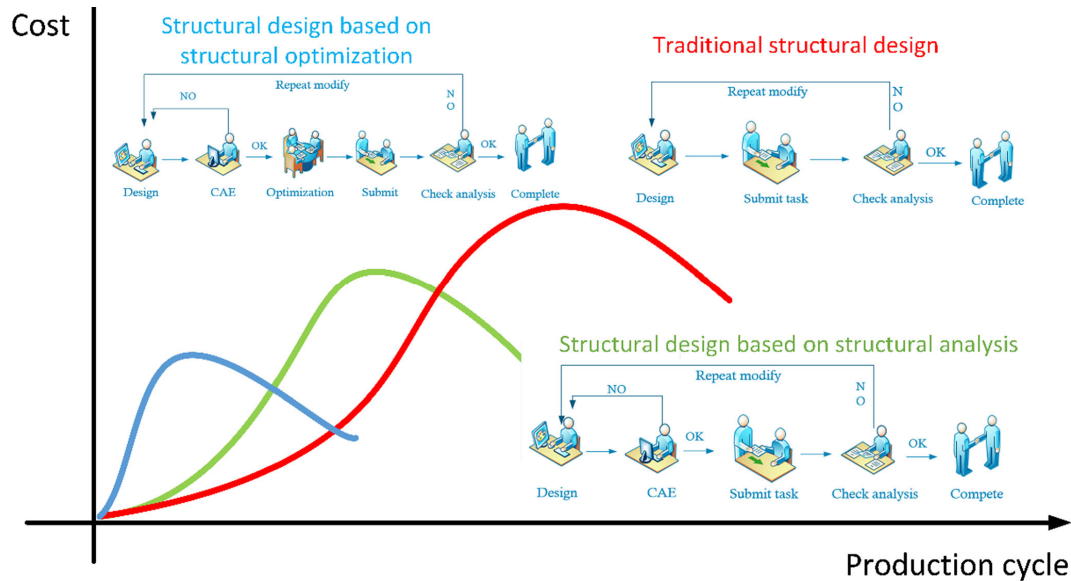 Cost
Structural design based on
structural optimization
Repeat modify
N
O
NO
OK
OK
Design
CAE
Optimization
Submit
Check analysis
Complete
Traditional structural design
Repeat modify
N
O
OK
Design
Submit task
Check analysis
Complete
Structural design based on structural analysis
Repeat modify
N
O
NO
OK
OK
Design
CAE
Submit task
Check analysis
Compete
Production cycle